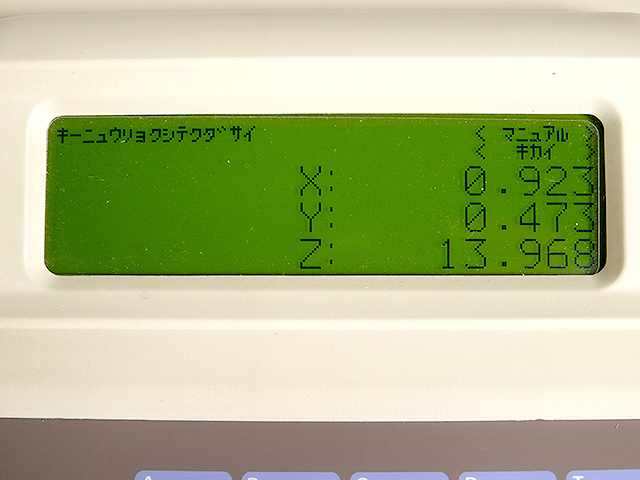 キーニュウリョクシテクダサイ < マニュアル >
< キカイ >
X: 0.923
Y: 0.473
Z: 13.968